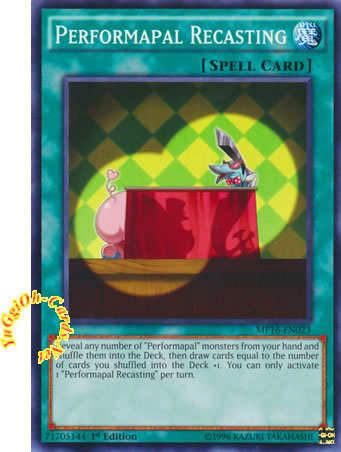 PERFORMAPAL RECASTING
[SPELL CARD]
MP16-EN023
Reveal any number of "Performapal" monsters from your hand and
shuffle them into the Deck, then draw cards equal to the number
of cards you shuffled into the Deck +1. You can only activate
1 "Performapal Recasting" per turn.
71705144 1st Edition ©1996 KAZUKI TAKAHASHI
YuGgiOh-Cards.Net